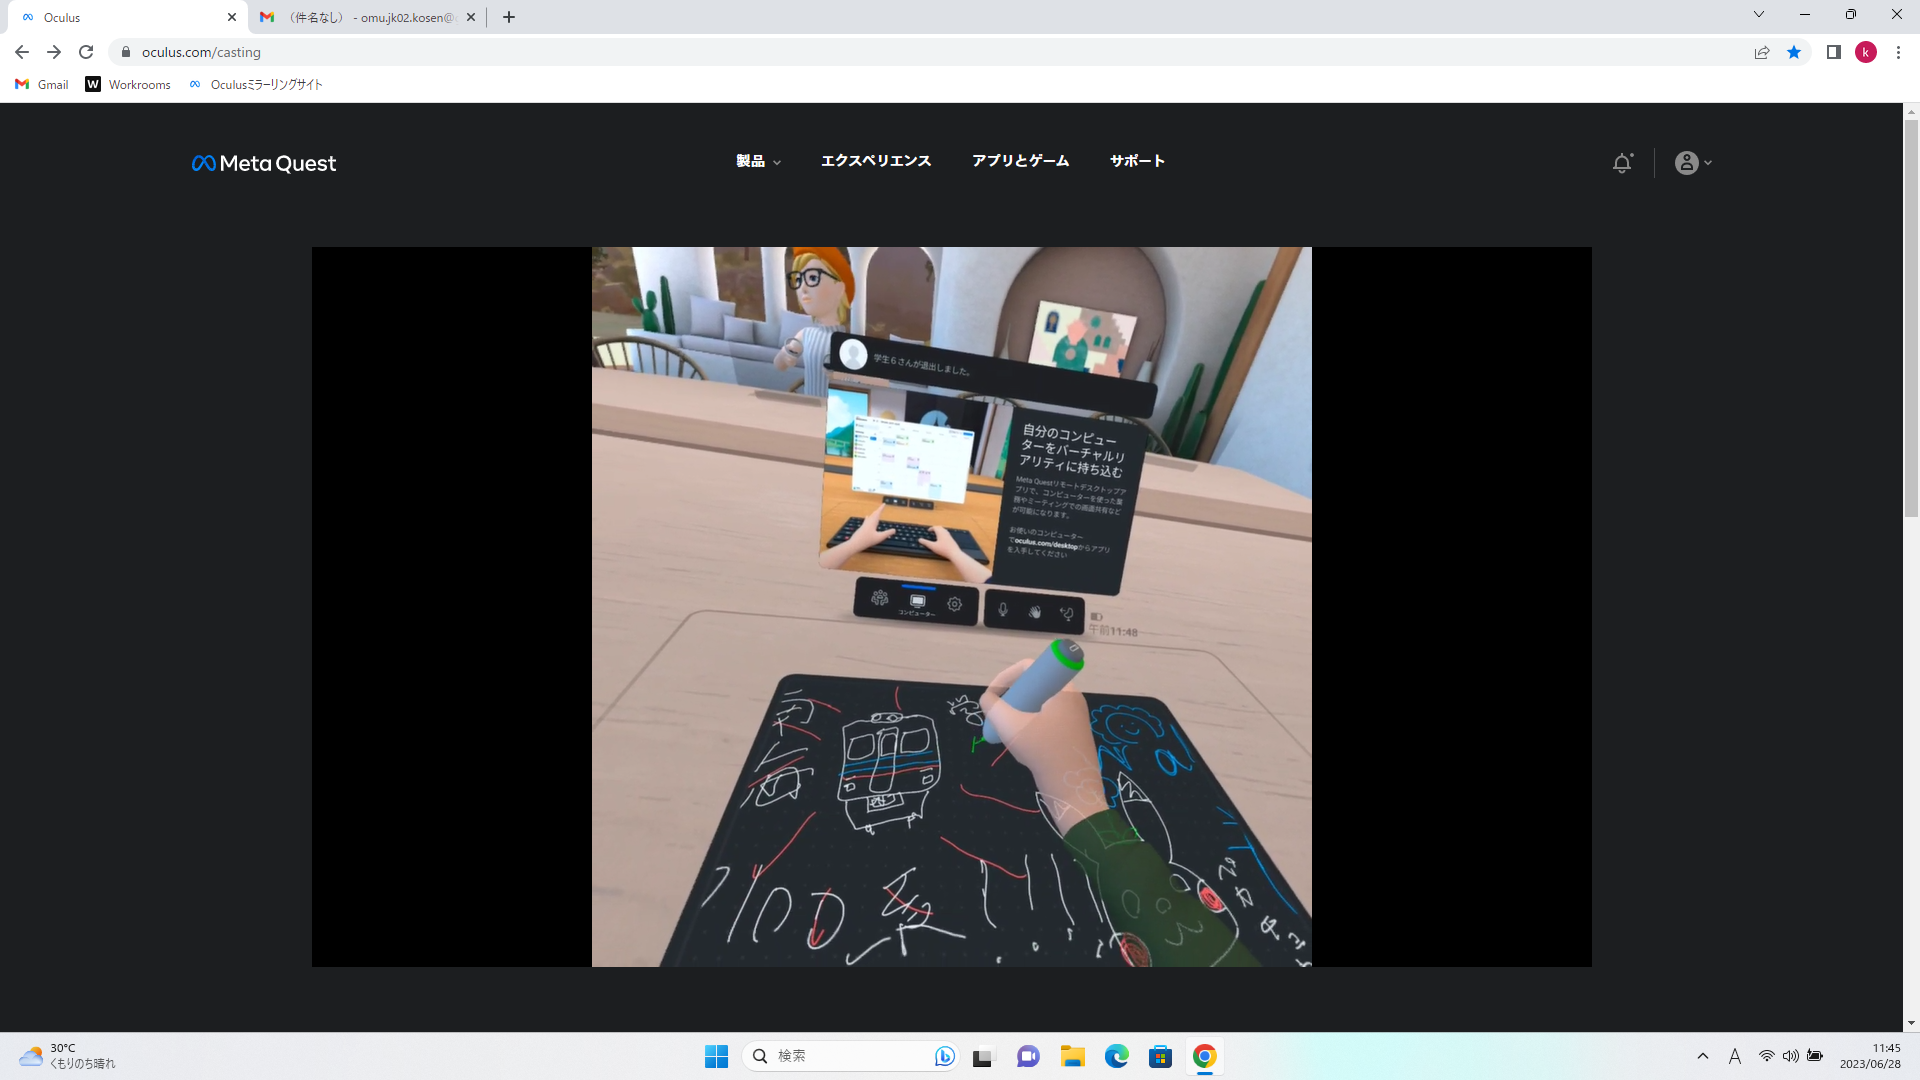 Oculus
（件名なし） - omu.jk02.kosen@
oculus.com/casting
k
Gmail
W Workrooms
Oculusミラーリングサイト
Meta Quest
製品
エクスペリエンス
アプリとゲーム
サポート
学生６さんが退出しました。
自分のコンピュー
ターをバーチャルリ
アリティに持ち込む
Meta Questリモートデスクトップア
プリで、コンピューターを使った業
務やミーティングでの画面共有など
が可能になります。
お使いのコンピューター
でoculus.com/desktopからアプリ
を入手してください
コンピューター
午前11:48
30°C
くもりのち晴れ
検索
A
11:45
2023/06/28